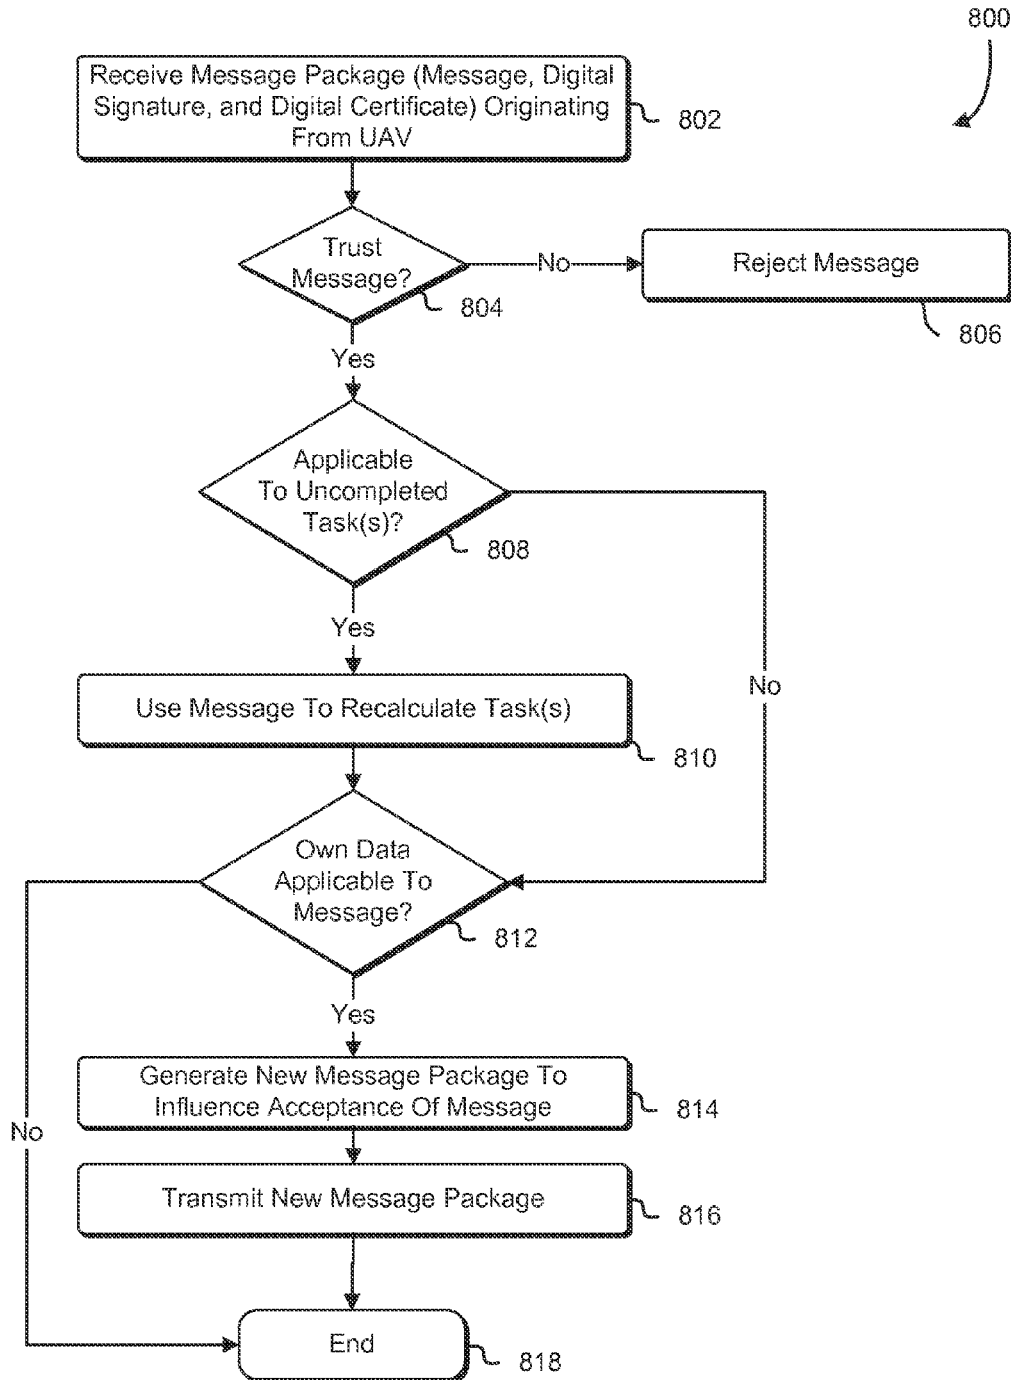 800
Receive Message Package (Message, Digital
Signature, and Digital Certificate) Originating
From UAV
802
Trust
Message?
804
No
Reject Message
806
Yes
Applicable
To Uncompleted
Task(s)?
808
Yes
No
Use Message To Recalculate Task(s)
810
Own Data
Applicable To
Message?
812
Yes
Generate New Message Package To
Influence Acceptance Of Message
814
No
Transmit New Message Package
816
End
818